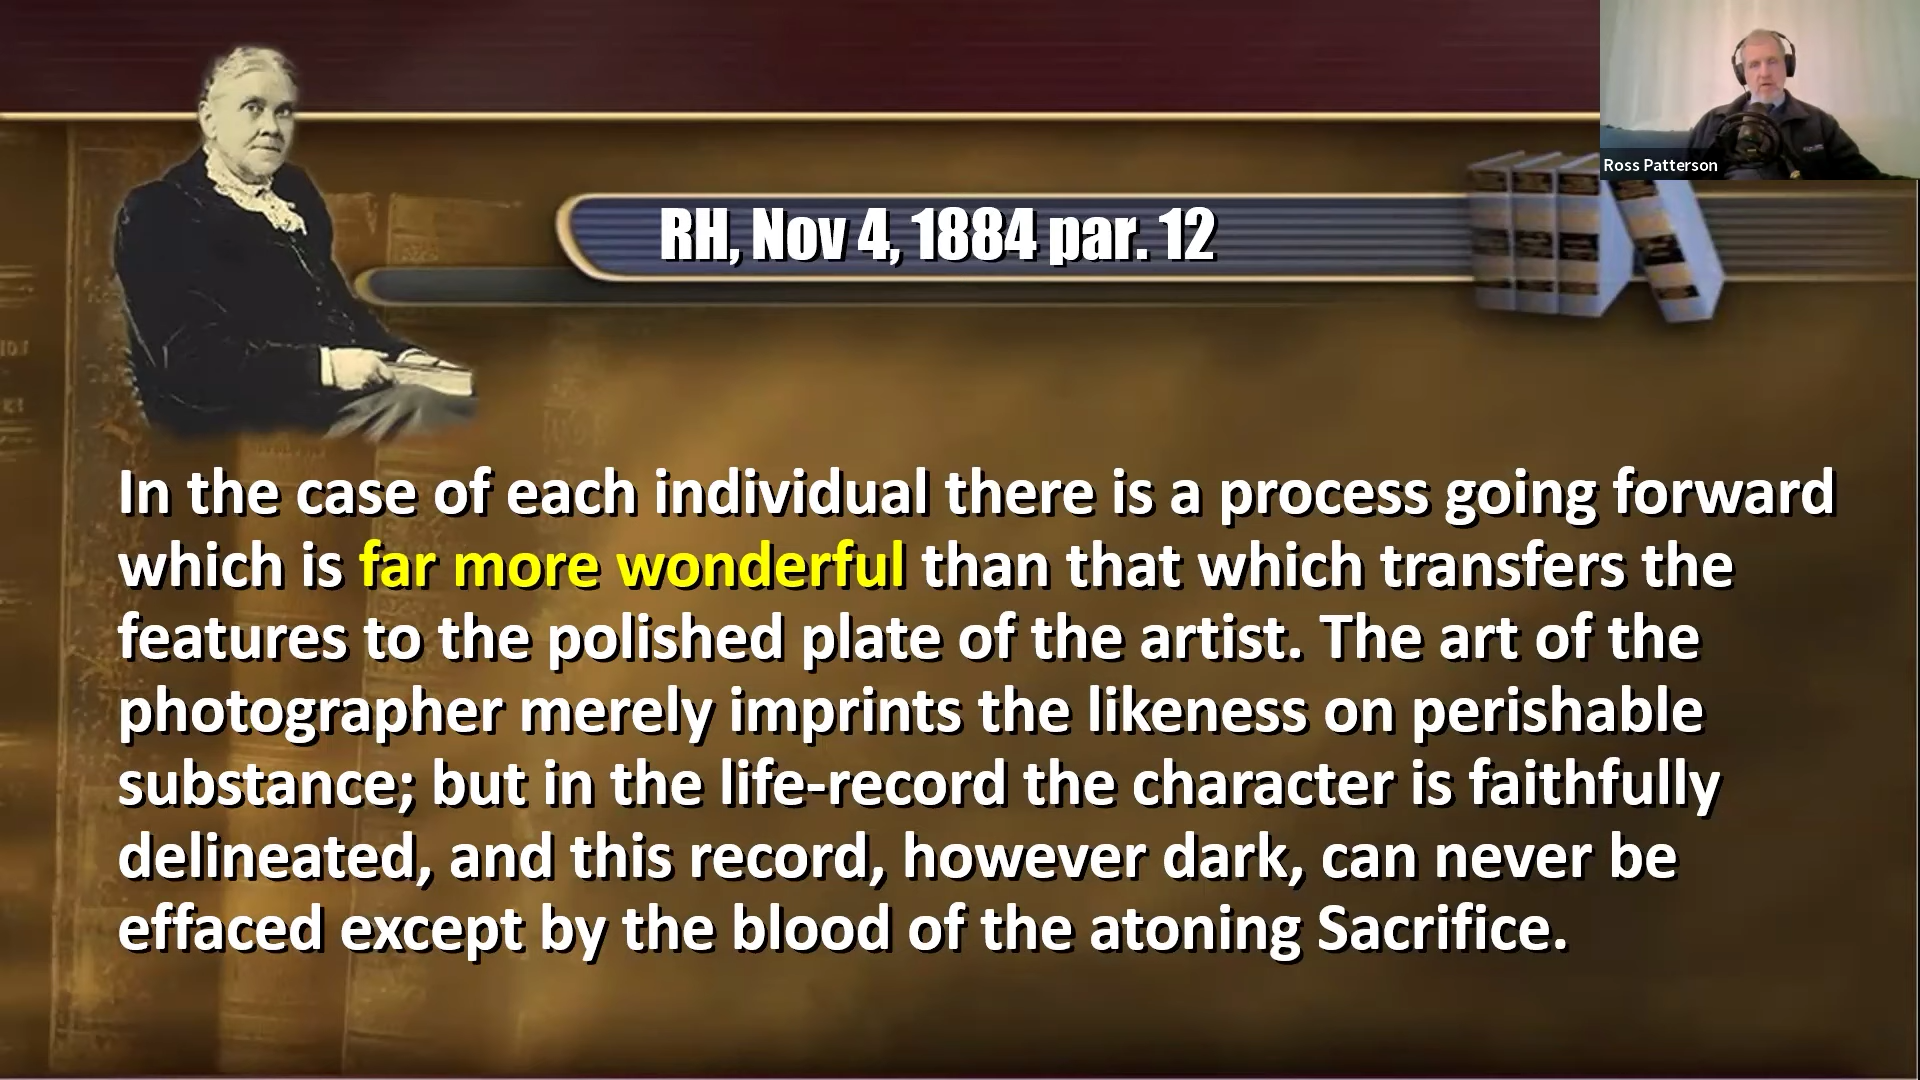 Ross Patterson
RH, Nov 4, 1884 par. 12
In the case of each individual there is a process going forward
which is far more wonderful than that which transfers the
features to the polished plate of the artist. The art of the
photographer merely imprints the likeness on perishable
substance; but in the life-record the character is faithfully
delineated, and this record, however dark, can never be
effaced except by the blood of the atoning Sacrifice.